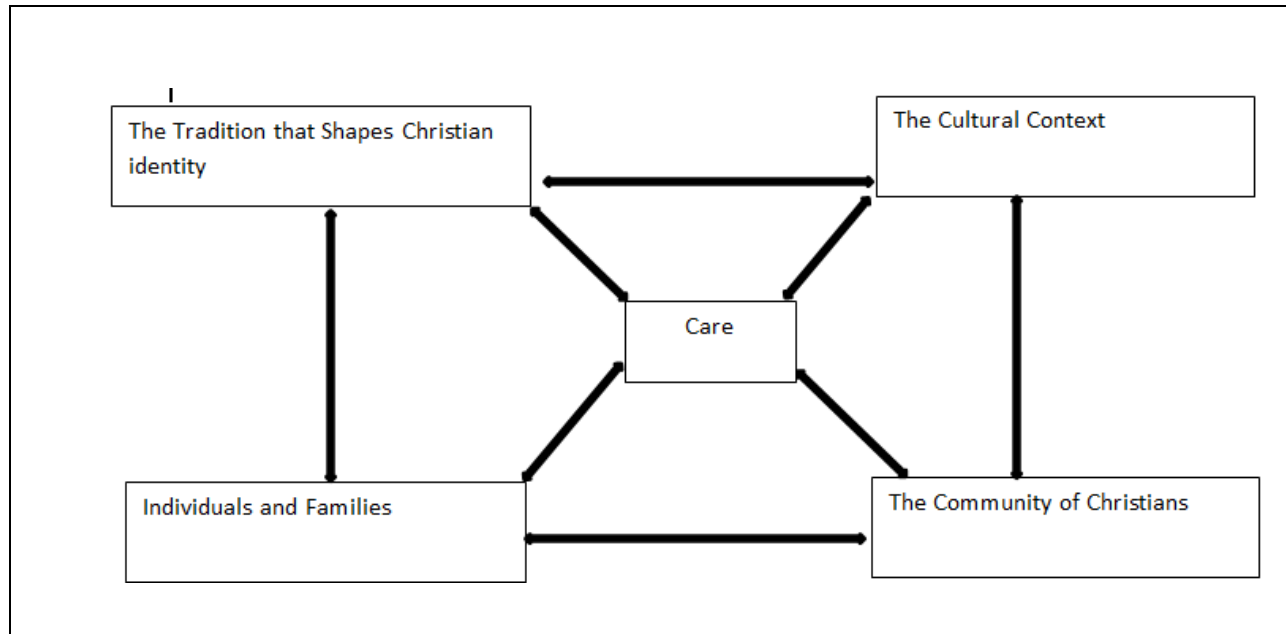 The Tradition that Shapes Christian
identity
The Cultural Context
Care
Individuals and Families
The Community of Christians